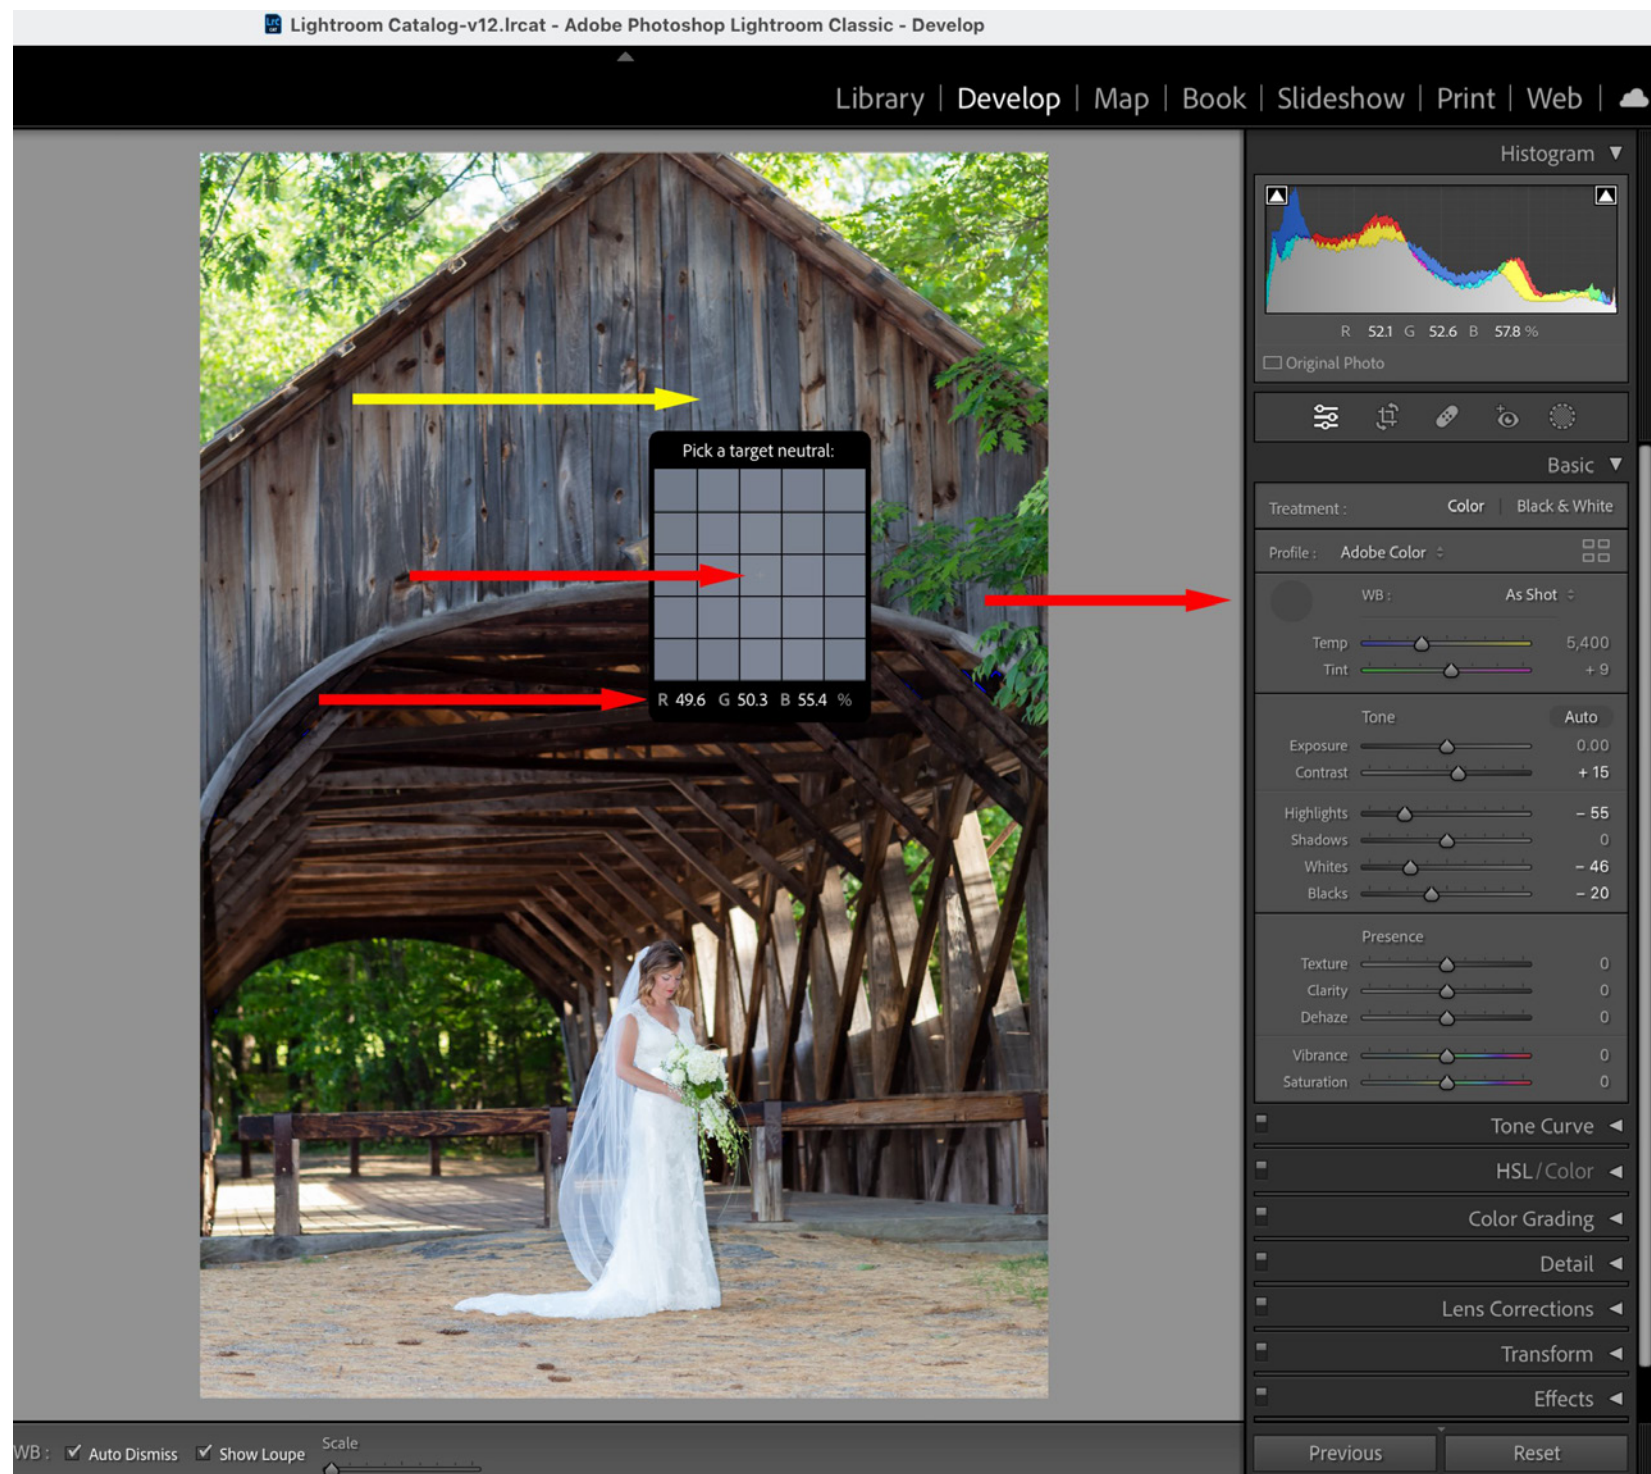 Lightroom Catalog-v12.lrcat - Adobe Photoshop Lightroom Classic - Develop
Library | Develop | Map | Book | Slideshow | Print | Web |
Histogram
R 52.1 G 52.6 B 57.8 %
Original Photo
Basic
Treatment : Color | Black & White
Profile : Adobe Color
WB : As Shot
Temp 5,400
Tint + 9
Tone Auto
Exposure 0.00
Contrast + 15
Highlights – 55
Shadows 0
Whites – 46
Blacks – 20
Presence
Texture 0
Clarity 0
Dehaze 0
Vibrance 0
Saturation 0
Tone Curve
HSL / Color
Color Grading
Detail
Lens Corrections
Transform
Effects
Previous Reset
Pick a target neutral:
R 49.6 G 50.3 B 55.4 %
WB : Auto Dismiss Show Loupe Scale